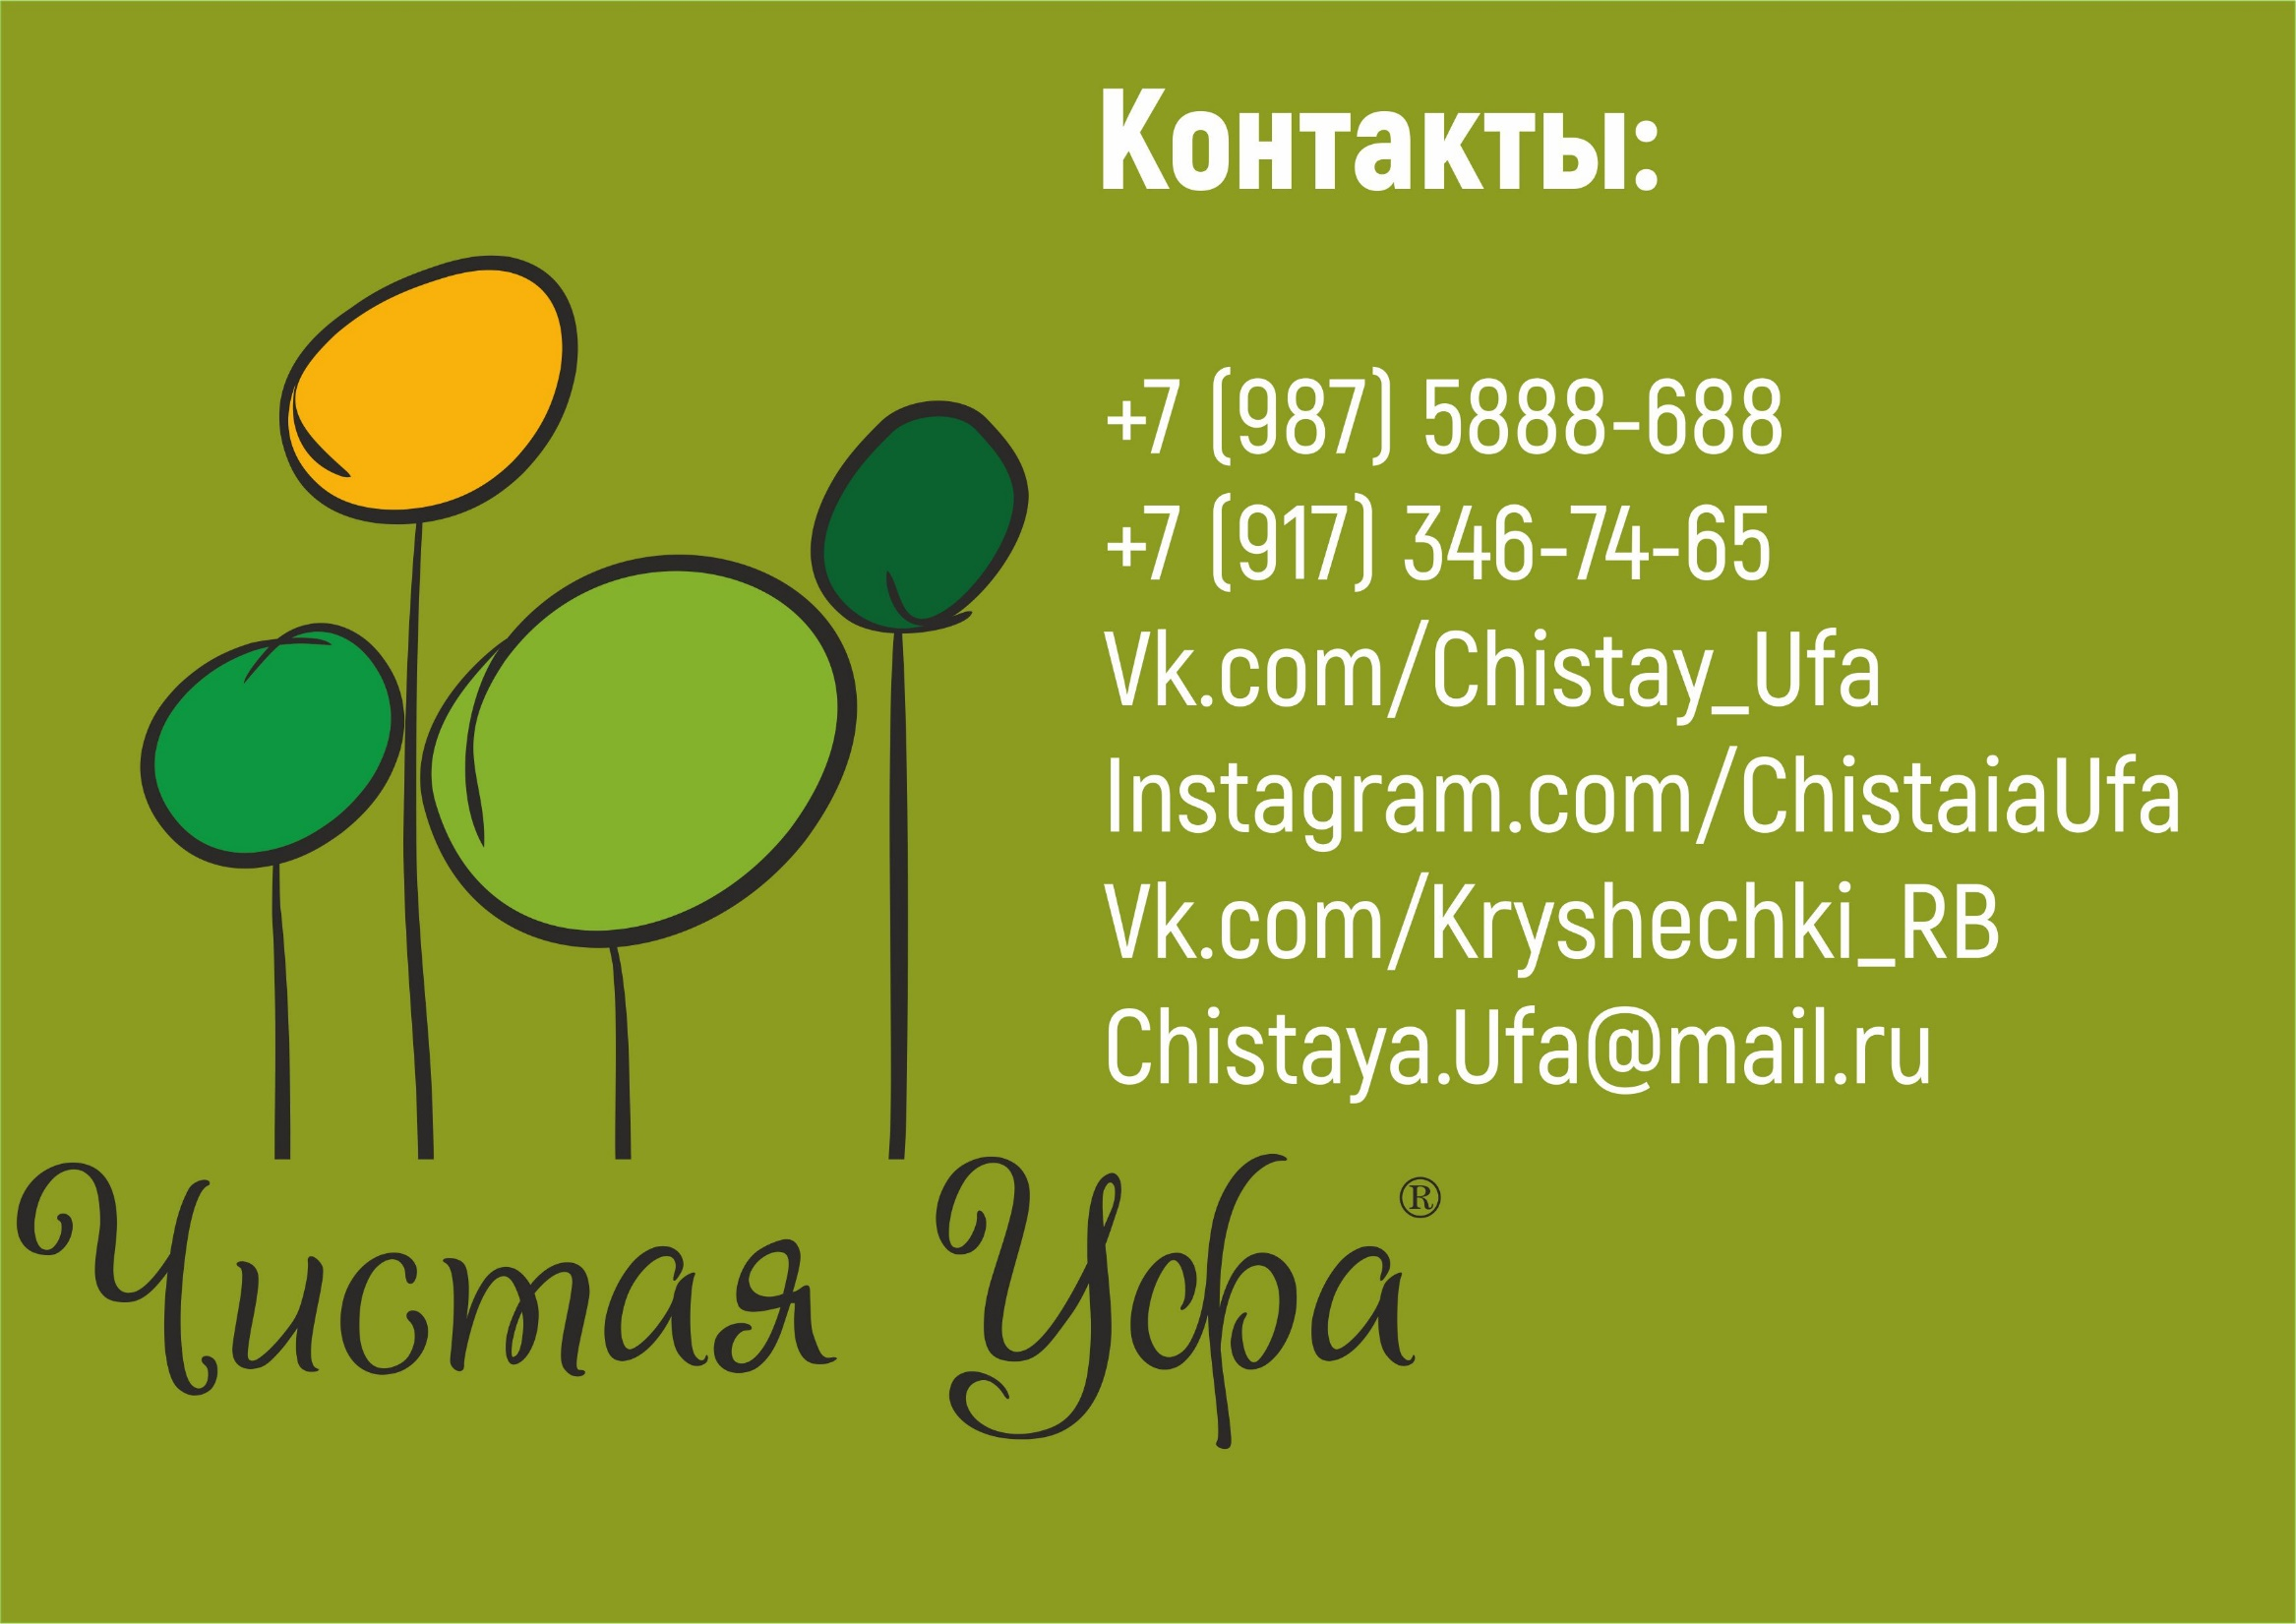 Контакты:
+7 (987) 5888-688
+7 (917) 346-74-65
Vk.com/Chistay_Ufa
Instagram.com/ChistaiaUfa
Vk.com/Kryshechki_RB
Chistaya.Ufa@mail.ru
Чистая Уфа ®